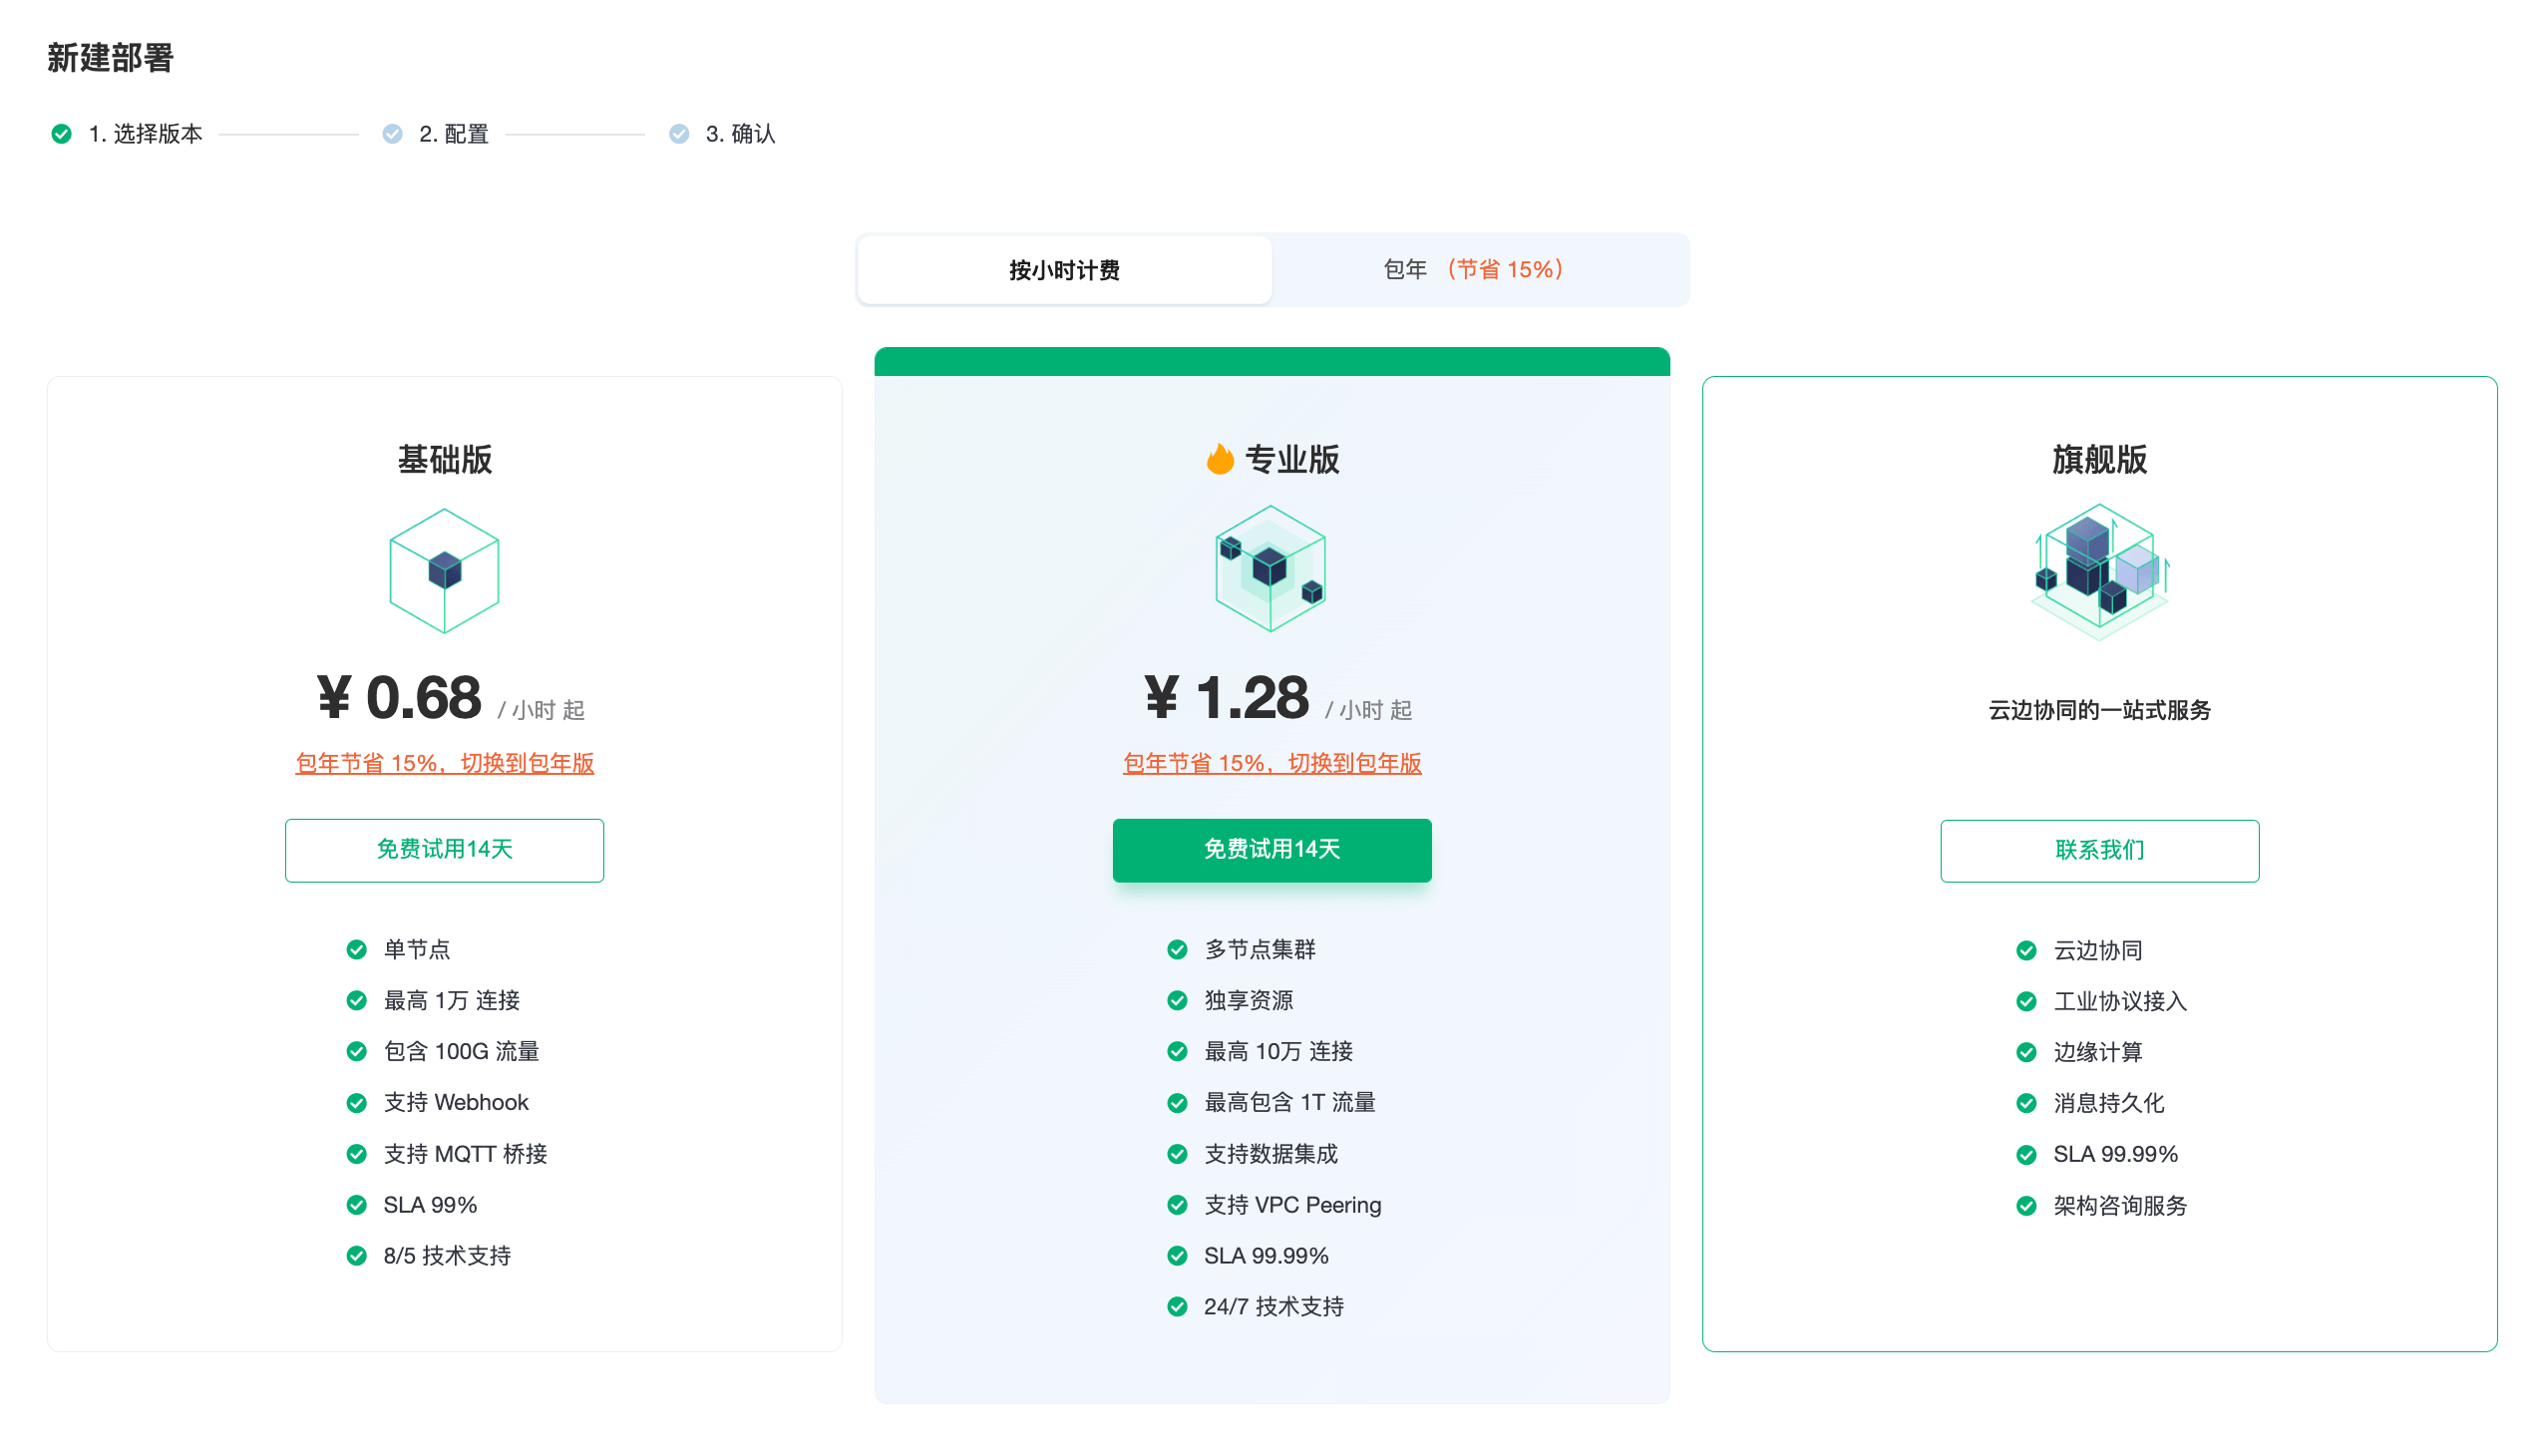 新建部署
1. 选择版本
2. 配置
3. 确认
按小时计费
包年 （节省 15%）
基础版
¥ 0.68 / 小时 起
包年节省 15%，切换到包年版
免费试用14天
单节点
最高 1万 连接
包含 100G 流量
支持 Webhook
支持 MQTT 桥接
SLA 99%
8/5 技术支持
专业版
¥ 1.28 / 小时 起
包年节省 15%，切换到包年版
免费试用14天
多节点集群
独享资源
最高 10万 连接
最高包含 1T 流量
支持数据集成
支持 VPC Peering
SLA 99.99%
24/7 技术支持
旗舰版
云边协同的一站式服务
联系我们
云边协同
工业协议接入
边缘计算
消息持久化
SLA 99.99%
架构咨询服务